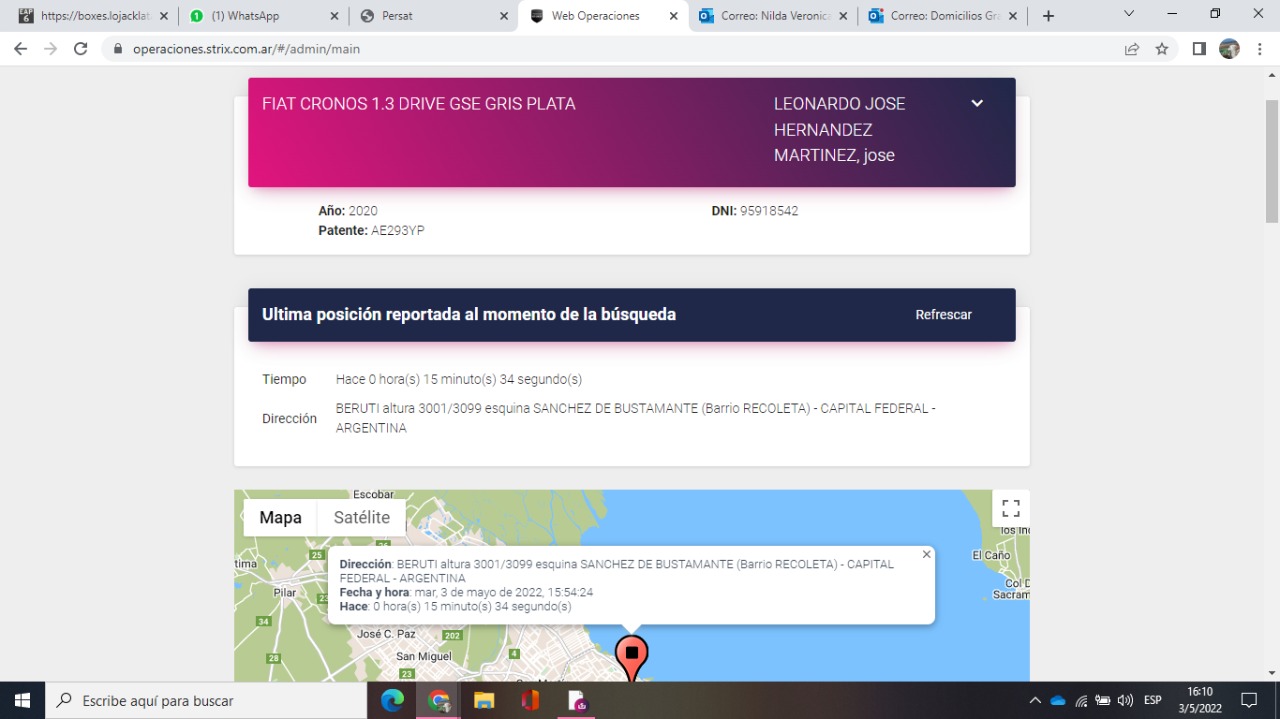 https://boxes.lojacklat
(1) WhatsApp
Persat
Web Operaciones
Correo: Nilda Veronica
Correo: Domicilios Gra
operaciones.strix.com.ar/#/admin/main
FIAT CRONOS 1.3 DRIVE GSE GRIS PLATA
LEONARDO JOSE
HERNANDEZ
MARTINEZ, jose
Año: 2020
DNI: 95918542
Patente: AE293YP
Ultima posición reportada al momento de la búsqueda
Refrescar
Tiempo
Hace 0 hora(s) 15 minuto(s) 34 segundo(s)
Dirección
BERUTI altura 3001/3099 esquina SANCHEZ DE BUSTAMANTE (Barrio RECOLETA) - CAPITAL FEDERAL -
ARGENTINA
Escobar
Mapa
Satélite
El Caño
Pilar
25
34
28
Dirección: BERUTI altura 3001/3099 esquina SANCHEZ DE BUSTAMANTE (Barrio RECOLETA) - CAPITAL
FEDERAL - ARGENTINA
Fecha y hora: mar, 3 de mayo de 2022, 15:54:24
Hace: 0 hora(s) 15 minuto(s) 34 segundo(s)
José C. Paz
202
San Miguel
4
23
Escribe aquí para buscar
ESP
16:10
3/5/2022